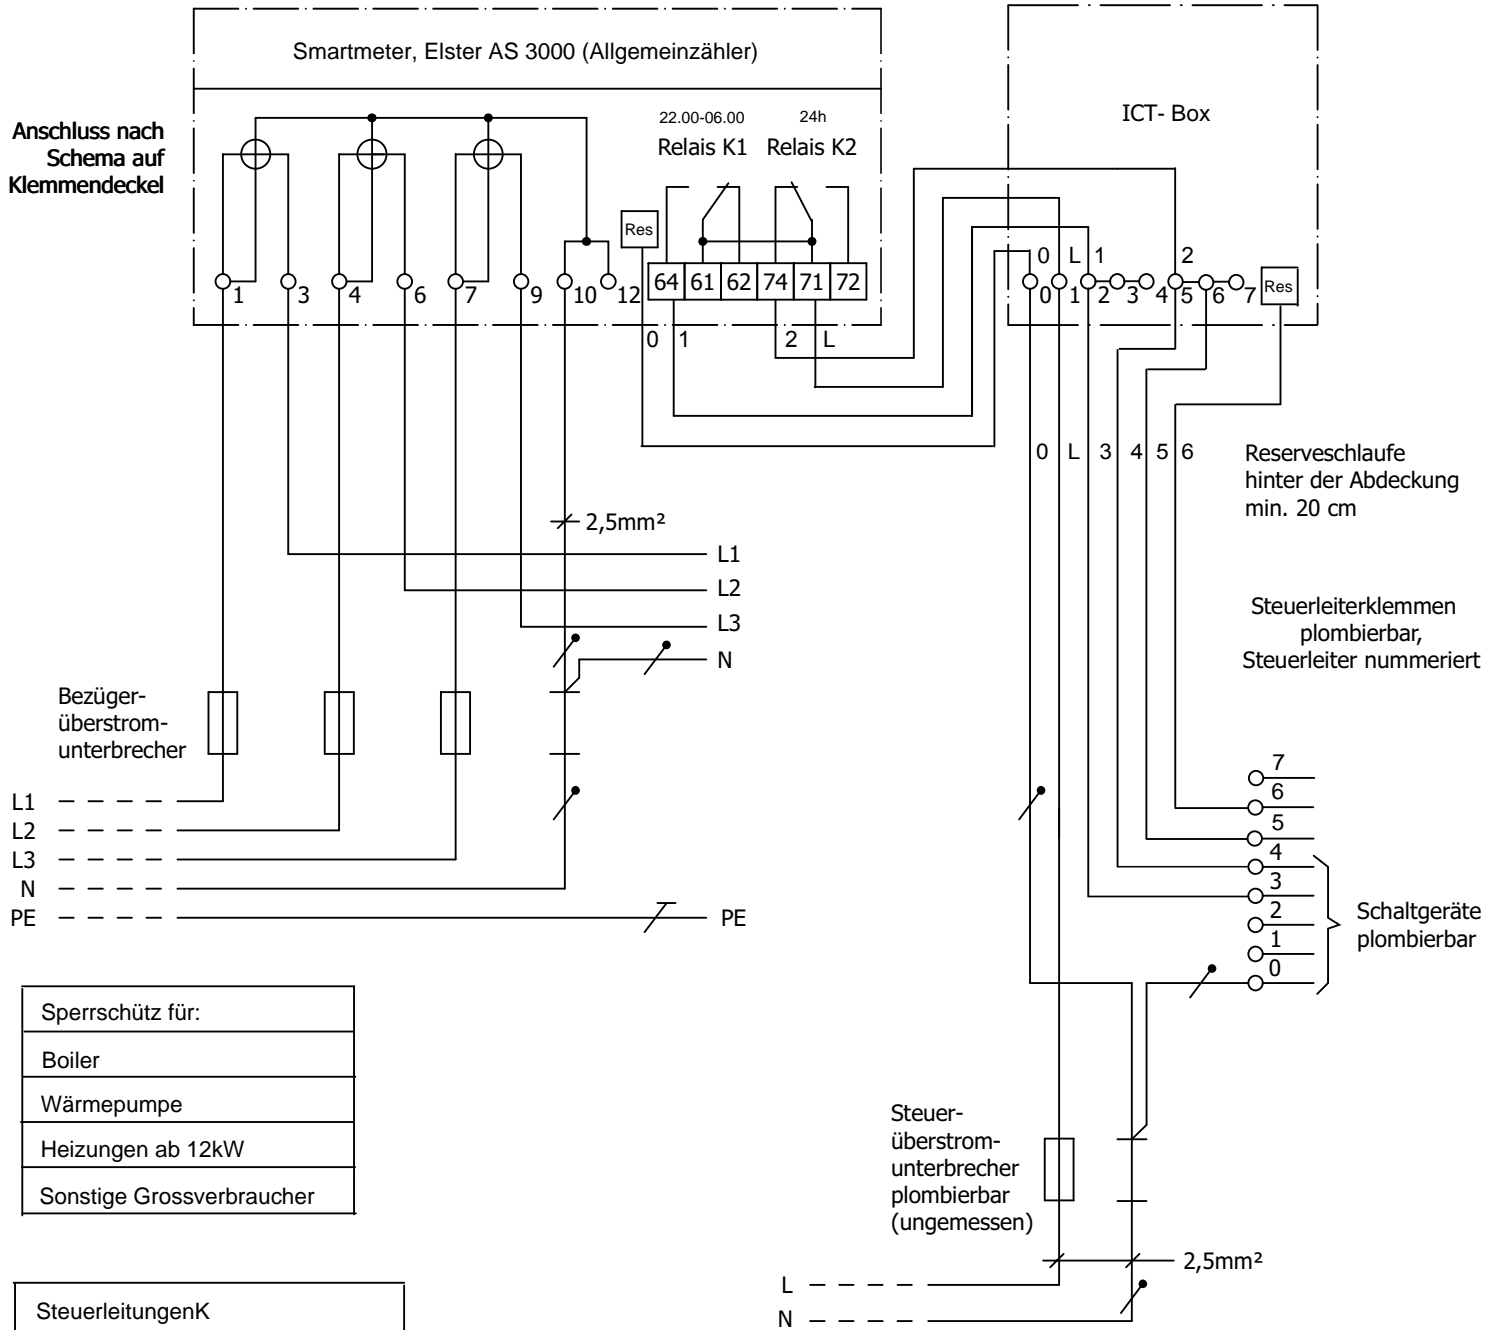 Smartmeter, Elster AS 3000 (Allgemeinzähler)
ICT- Box
Anschluss nach
Schema auf
Klemmendeckel
22.00-06.00 24h
Relais K1 Relais K2
Res
64 61 62 74 71 72
1 3 4 6 7 9 10 12
0 L 1 2
0 1 2 3 4 5 6 7
Res
0 1 2 L
0 L 3 4 5 6
Reserveschlaufe
hinter der Abdeckung
min. 20 cm
2,5mm²
L1
L2
L3
N
Steuerleiterklemmen
plombierbar,
Steuerleiter nummeriert
Bezüger-
überstrom-
unterbrecher
L1
L2
L3
N
PE
PE
7
6
5
4
3
2
1
0
Schaltgeräte
plombierbar
Sperrschütz für:
Boiler
Wärmepumpe
Heizungen ab 12kW
Sonstige Grossverbraucher
Steuer-
überstrom-
unterbrecher
plombierbar
(ungemessen)
2,5mm²
L
N
SteuerleitungenK